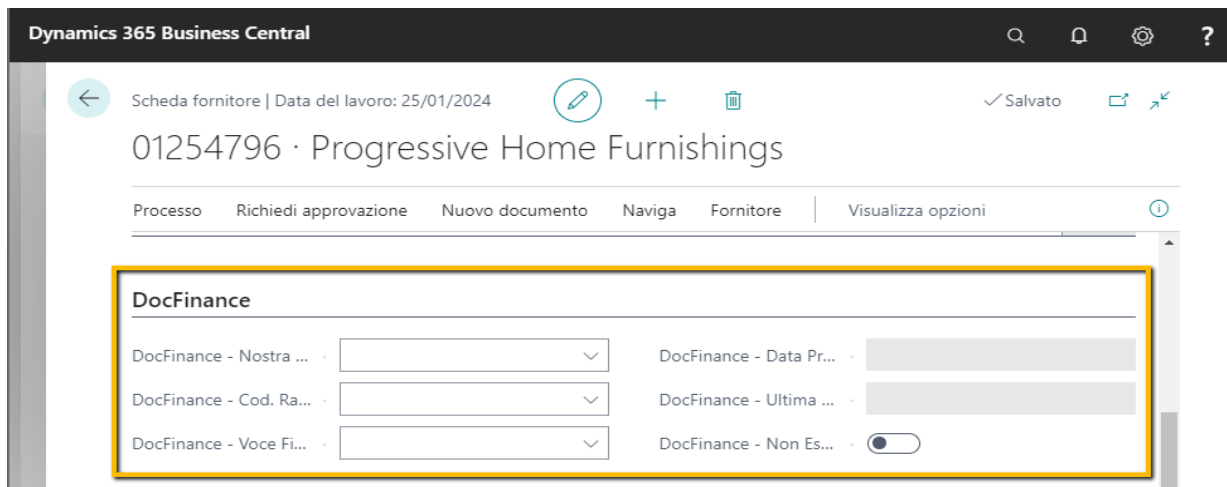 Dynamics 365 Business Central ?
Scheda fornitore | Data del lavoro: 25/01/2024 Salvato
01254796 · Progressive Home Furnishings
Processo Richiedi approvazione Nuovo documento Naviga Fornitore Visualizza opzioni
DocFinance
DocFinance - Nostra ... DocFinance - Data Pr...
DocFinance - Cod. Ra... DocFinance - Ultima ...
DocFinance - Voce Fi... DocFinance - Non Es...